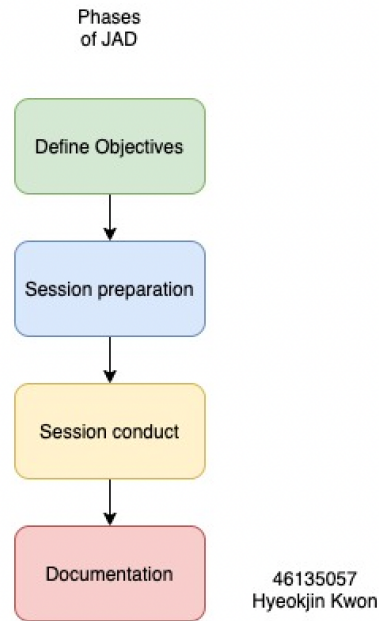 Phases
of JAD
Define Objectives
Session preparation
Session conduct
Documentation
46135057
Hyeokjin Kwon